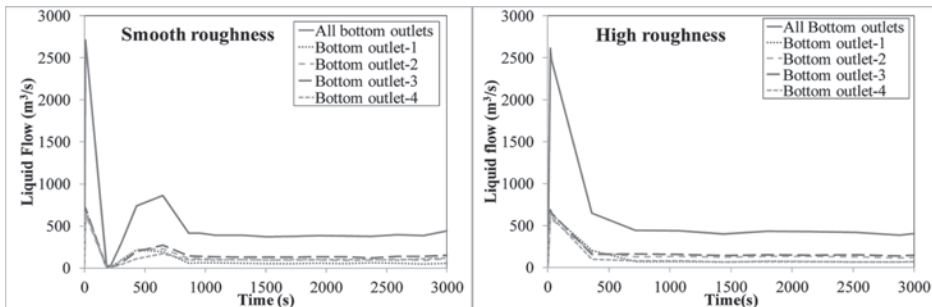 Smooth roughness
All bottom outlets
Bottom outlet-1
Bottom outlet-2
Bottom outlet-3
Bottom outlet-4
Liquid Flow (m³/s)
3000
2500
2000
1500
1000
500
0
0 500 1000 1500 2000 2500 3000
Time (s)
High roughness
All Bottom outlets
Bottom outlet-1
Bottom outlet-2
Bottom outlet-3
Bottom outlet-4
Liquid flow (m³/s)
3000
2500
2000
1500
1000
500
0
0 500 1000 1500 2000 2500 3000
Time (s)